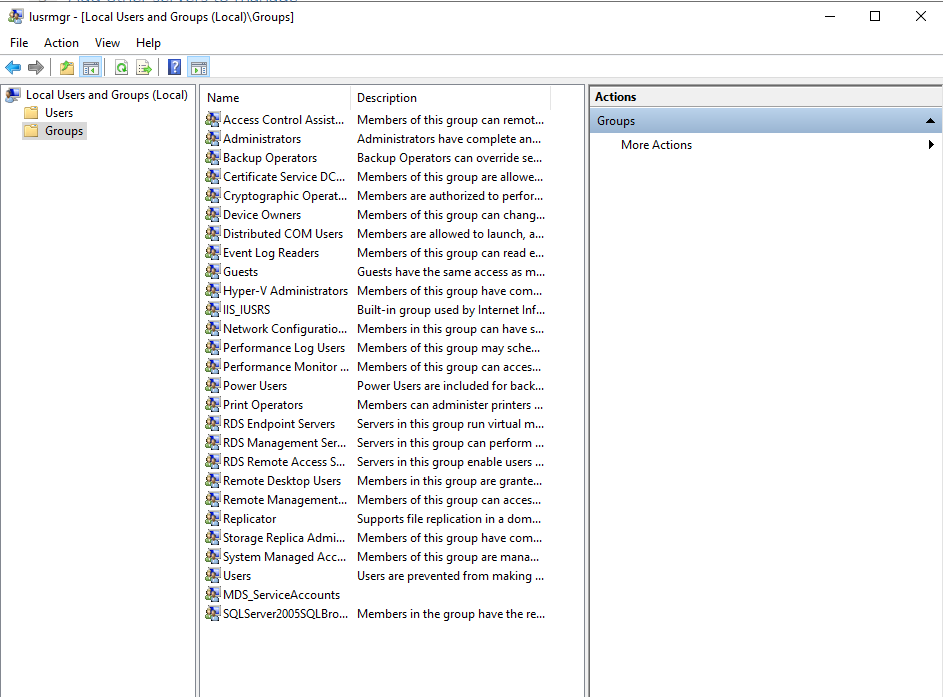 Add other servers to manage
lusrmgr - [Local Users and Groups (Local)\Groups]
File Action View Help
Local Users and Groups (Local)
Users
Groups
Name Description
Access Control Assist... Members of this group can remot...
Administrators Administrators have complete an...
Backup Operators Backup Operators can override se...
Certificate Service DC... Members of this group are allowe...
Cryptographic Operat... Members are authorized to perfor...
Device Owners Members of this group can chang...
Distributed COM Users Members are allowed to launch, a...
Event Log Readers Members of this group can read e...
Guests Guests have the same access as m...
Hyper-V Administrators Members of this group have com...
IIS_IUSRS Built-in group used by Internet Inf...
Network Configuratio... Members in this group can have s...
Performance Log Users Members of this group may sche...
Performance Monitor ... Members of this group can acces...
Power Users Power Users are included for back...
Print Operators Members can administer printers ...
RDS Endpoint Servers Servers in this group run virtual m...
RDS Management Ser... Servers in this group can perform ...
RDS Remote Access S... Servers in this group enable users ...
Remote Desktop Users Members in this group are grante...
Remote Management... Members of this group can acces...
Replicator Supports file replication in a dom...
Storage Replica Admi... Members of this group have com...
System Managed Acc... Members of this group are mana...
Users Users are prevented from making ...
MDS_ServiceAccounts
SQLServer2005SQLBro... Members in the group have the re...
Actions
Groups
More Actions